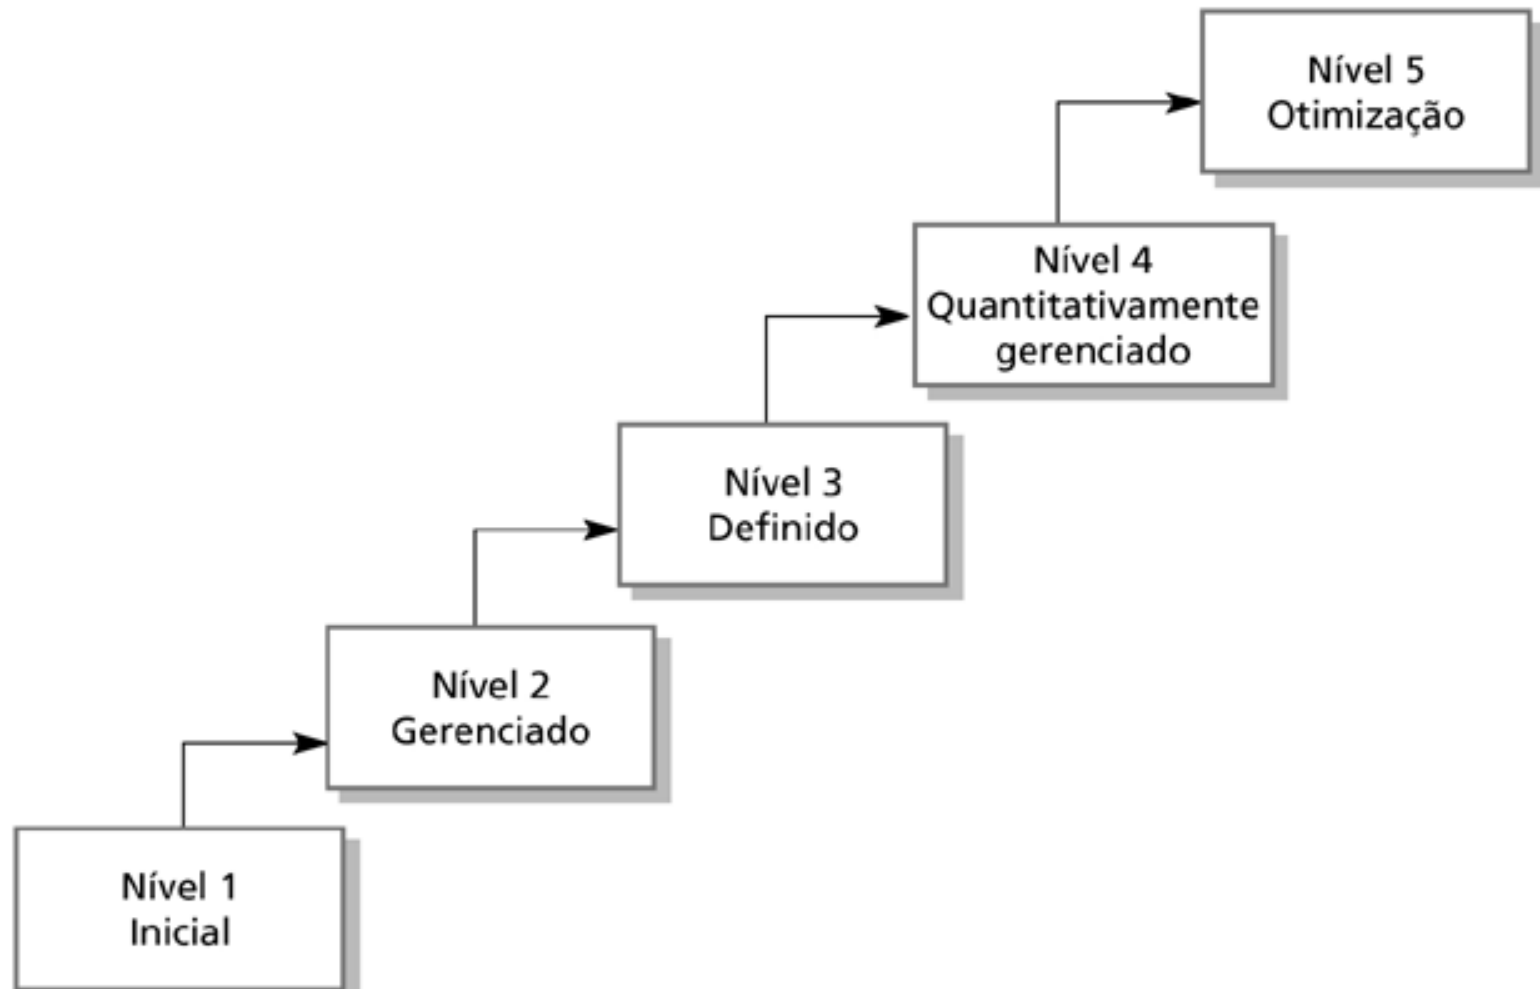 Nível 5
Otimização
Nível 4
Quantitativamente
gerenciado
Nível 3
Definido
Nível 2
Gerenciado
Nível 1
Inicial